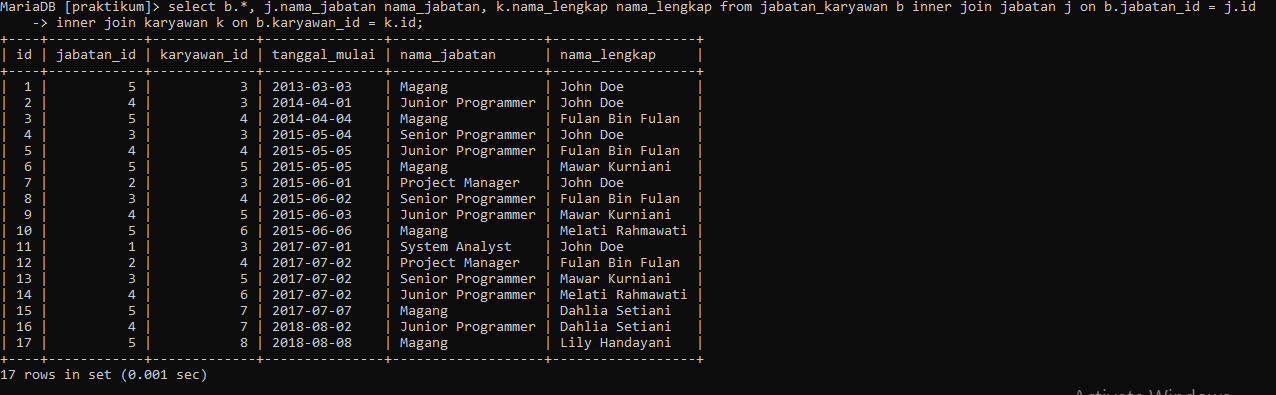 MariaDB [praktikum]> select b.*, j.nama_jabatan nama_jabatan, k.nama_lengkap nama_lengkap from jabatan_karyawan b inner join jabatan j on b.jabatan_id = j.id
    -> inner join karyawan k on b.karyawan_id = k.id;
+----+------------+-------------+---------------+-------------------+-----------------+
| id | jabatan_id | karyawan_id | tanggal_mulai | nama_jabatan      | nama_lengkap    |
+----+------------+-------------+---------------+-------------------+-----------------+
|  1 |          5 |           3 | 2013-03-03    | Magang            | John Doe        |
|  2 |          4 |           3 | 2014-04-01    | Junior Programmer | John Doe        |
|  3 |          5 |           4 | 2014-04-04    | Magang            | Fulan Bin Fulan |
|  4 |          3 |           3 | 2015-05-04    | Senior Programmer | John Doe        |
|  5 |          4 |           4 | 2015-05-05    | Junior Programmer | Fulan Bin Fulan |
|  6 |          5 |           5 | 2015-05-05    | Magang            | Mawar Kurniani  |
|  7 |          2 |           3 | 2015-06-01    | Project Manager   | John Doe        |
|  8 |          3 |           4 | 2015-06-02    | Senior Programmer | Fulan Bin Fulan |
|  9 |          4 |           5 | 2015-06-03    | Junior Programmer | Mawar Kurniani  |
| 10 |          5 |           6 | 2015-06-06    | Magang            | Melati Rahmawati |
| 11 |          1 |           3 | 2017-07-01    | System Analyst    | John Doe        |
| 12 |          2 |           4 | 2017-07-02    | Project Manager   | Fulan Bin Fulan |
| 13 |          3 |           5 | 2017-07-02    | Senior Programmer | Mawar Kurniani  |
| 14 |          4 |           6 | 2017-07-02    | Junior Programmer | Melati Rahmawati |
| 15 |          5 |           7 | 2017-07-07    | Magang            | Dahlia Setiani  |
| 16 |          4 |           7 | 2018-08-02    | Junior Programmer | Dahlia Setiani  |
| 17 |          5 |           8 | 2018-08-08    | Magang            | Lily Handayani  |
+----+------------+-------------+---------------+-------------------+-----------------+
17 rows in set (0.001 sec)
Activate Windows